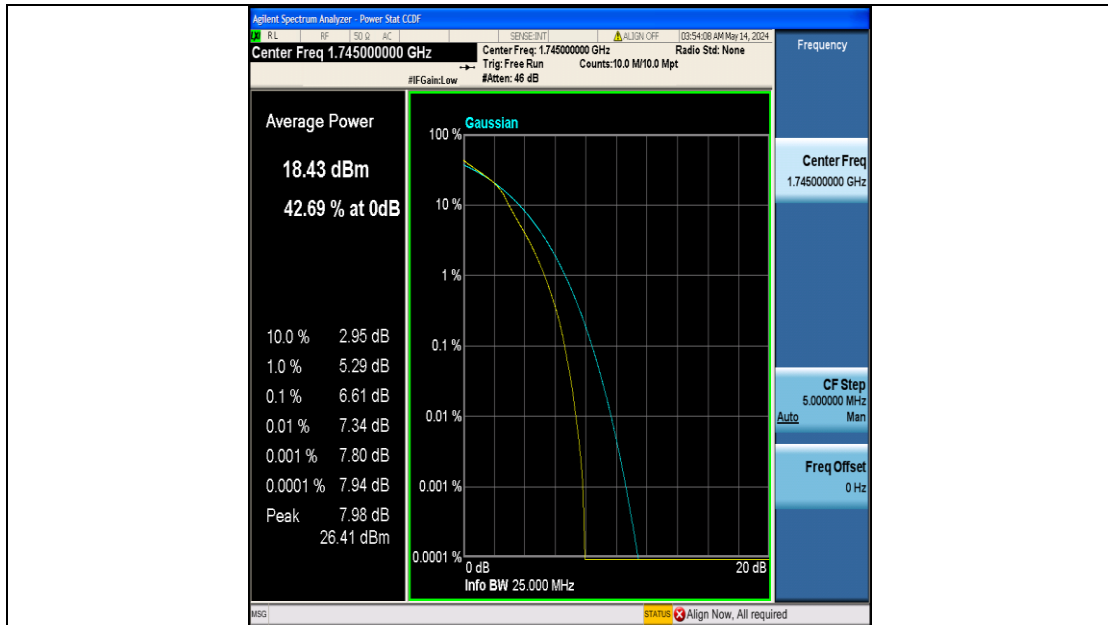 Agilent Spectrum Analyzer - Power Stat CCDF
RL RF 50 Ω AC SENSE:INT ALIGN OFF 03:54:08 AM May 14, 2024
Center Freq 1.745000000 GHz
Center Freq: 1.745000000 GHz Radio Std: None
Trig: Free Run Counts:10.0 M/10.0 Mpt
#IFGain:Low #Atten: 46 dB
Frequency
Average Power
18.43 dBm
42.69 % at 0dB
10.0 % 2.95 dB
1.0 % 5.29 dB
0.1 % 6.61 dB
0.01 % 7.34 dB
0.001 % 7.80 dB
0.0001 % 7.94 dB
Peak 7.98 dB
26.41 dBm
Gaussian
100 %
10 %
1 %
0.1 %
0.01 %
0.001 %
0.0001 %
0 dB 20 dB
Info BW 25.000 MHz
Center Freq
1.745000000 GHz
CF Step
5.000000 MHz
Auto Man
Freq Offset
0 Hz
MSG STATUS Align Now, All required